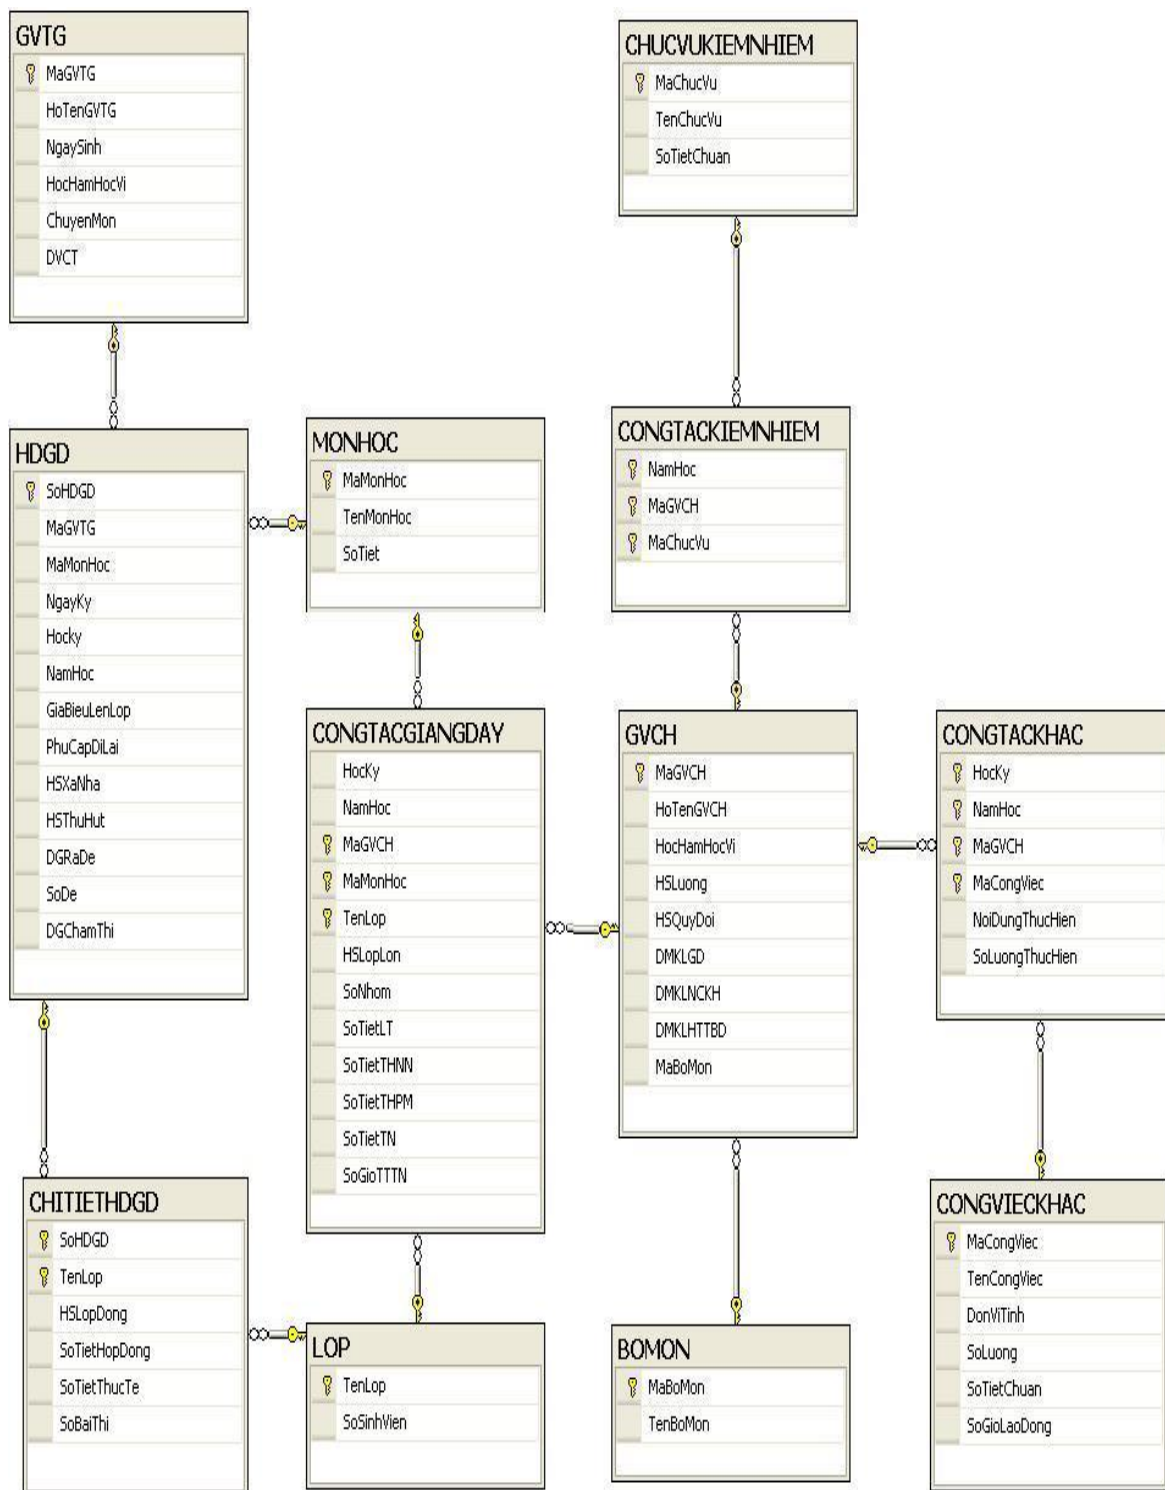 GVTG
MaGVTG
HoTenGVTG
NgaySinh
HocHamHocVi
ChuyenMon
DVCT
CHUCVUKIEMNHIEM
MaChucVu
TenChucVu
SoTietChuan
HDGD
SoHDGD
MaGVTG
MaMonHoc
NgayKy
Hocky
NamHoc
GiaBieuLenLop
PhuCapDiLai
HSXaNha
HSThuHut
DGRaDe
SoDe
DGChamThi
MONHOC
MaMonHoc
TenMonHoc
SoTiet
CONGTACKIEMNHIEM
NamHoc
MaGVCH
MaChucVu
CONGTACGIANGDAY
HocKy
NamHoc
MaGVCH
MaMonHoc
TenLop
HSLopLon
SoNhom
SoTietLT
SoTietTHNN
SoTietTHPM
SoTietTN
SoGioTTTN
GVCH
MaGVCH
HoTenGVCH
HocHamHocVi
HSLuong
HSQuyDoi
DMKLGD
DMKLNCKH
DMKLHTTBD
MaBoMon
CONGTACKHAC
HocKy
NamHoc
MaGVCH
MaCongViec
NoiDungThucHien
SoLuongThucHien
CHITIETHDGD
SoHDGD
TenLop
HSLopDong
SoTietHopDong
SoTietThucTe
SoBaiThi
LOP
TenLop
SoSinhVien
BOMON
MaBoMon
TenBoMon
CONGVIECKHAC
MaCongViec
TenCongViec
DonViTinh
SoLuong
SoTietChuan
SoGioLaoDong